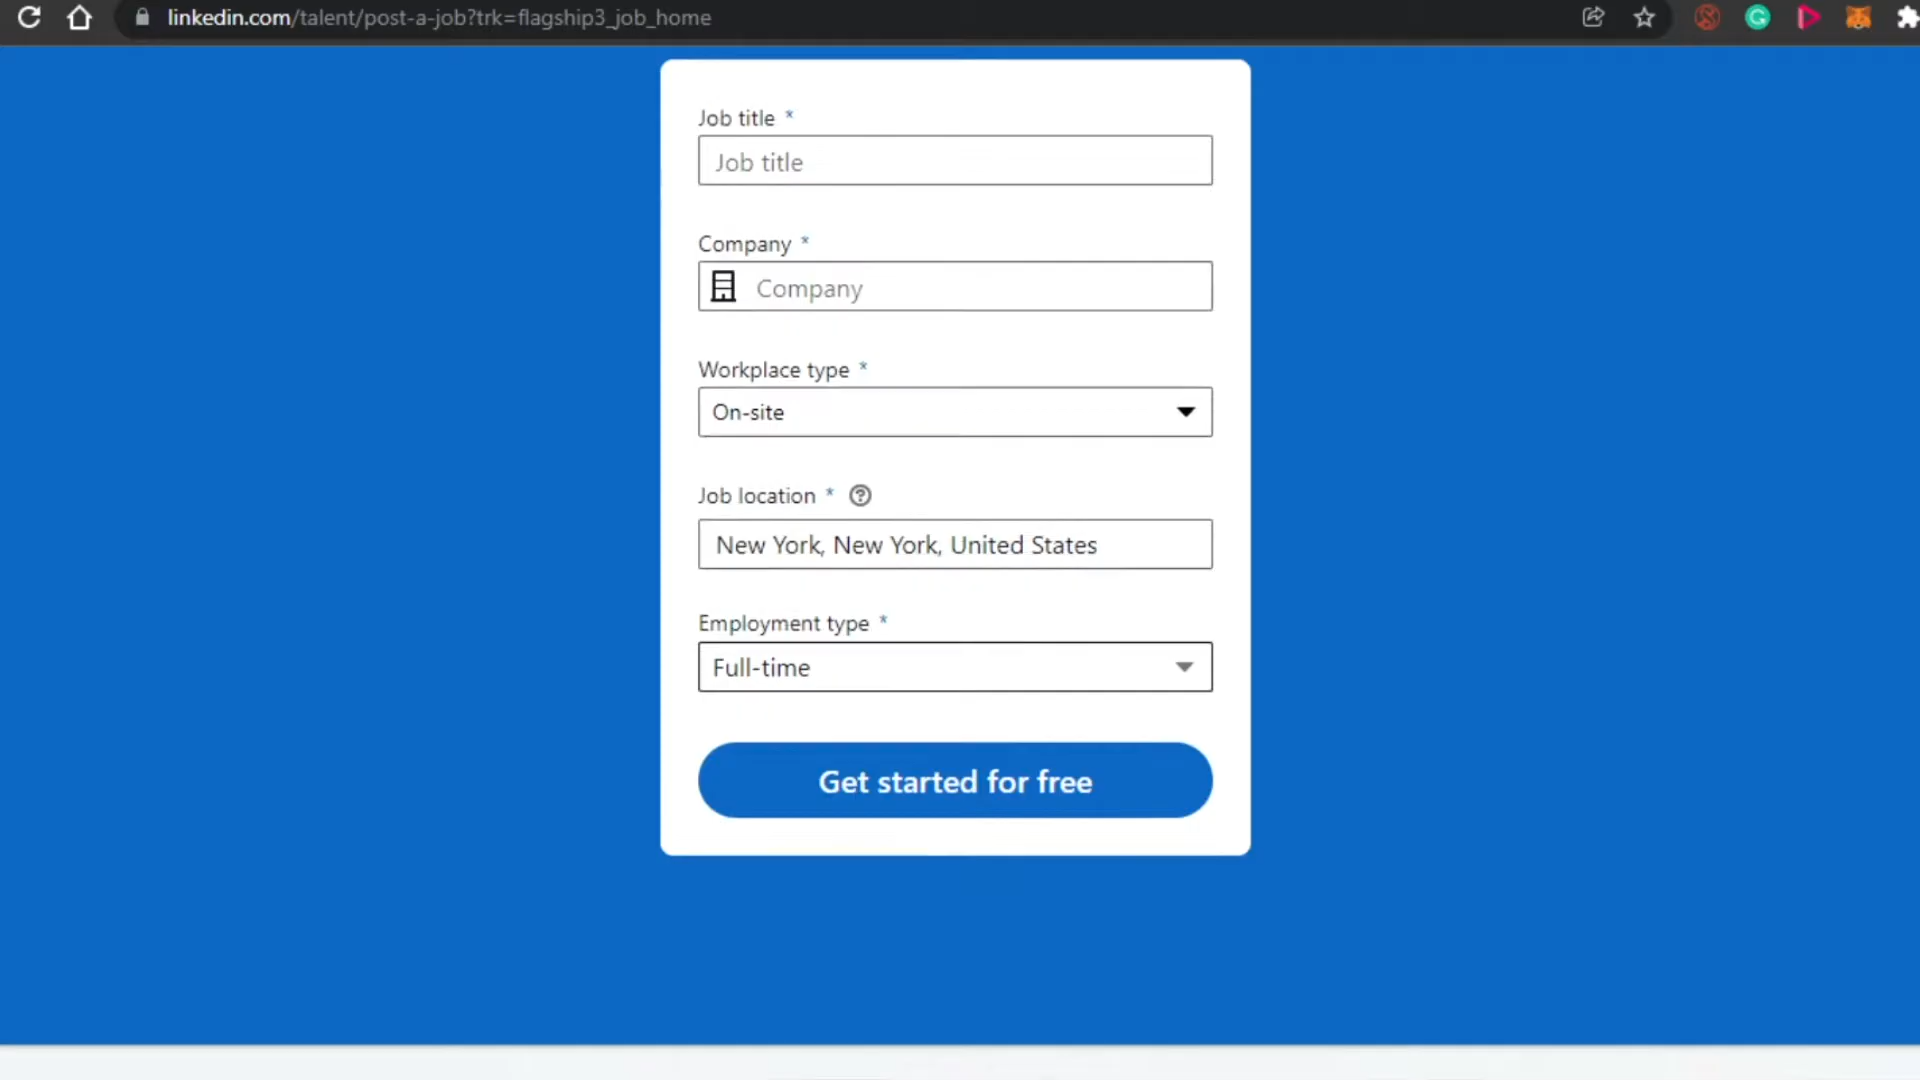 linkedin.com/talent/post-a-job?trk=flagship3_job_home
Job title *
Job title
Company *
Company
Workplace type *
On-site
Job location * ?
New York, New York, United States
Employment type *
Full-time
Get started for free